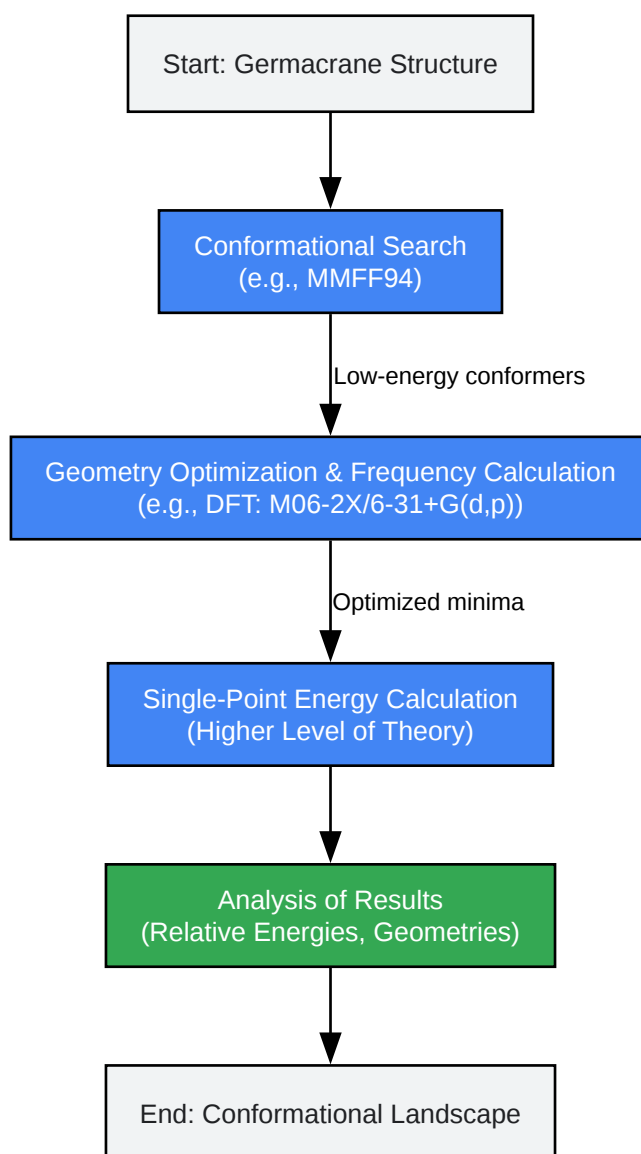 Start: Germacrane Structure
Conformational Search
(e.g., MMFF94)
Low-energy conformers
Geometry Optimization & Frequency Calculation
(e.g., DFT: M06-2X/6-31+G(d,p))
Optimized minima
Single-Point Energy Calculation
(Higher Level of Theory)
Analysis of Results
(Relative Energies, Geometries)
End: Conformational Landscape